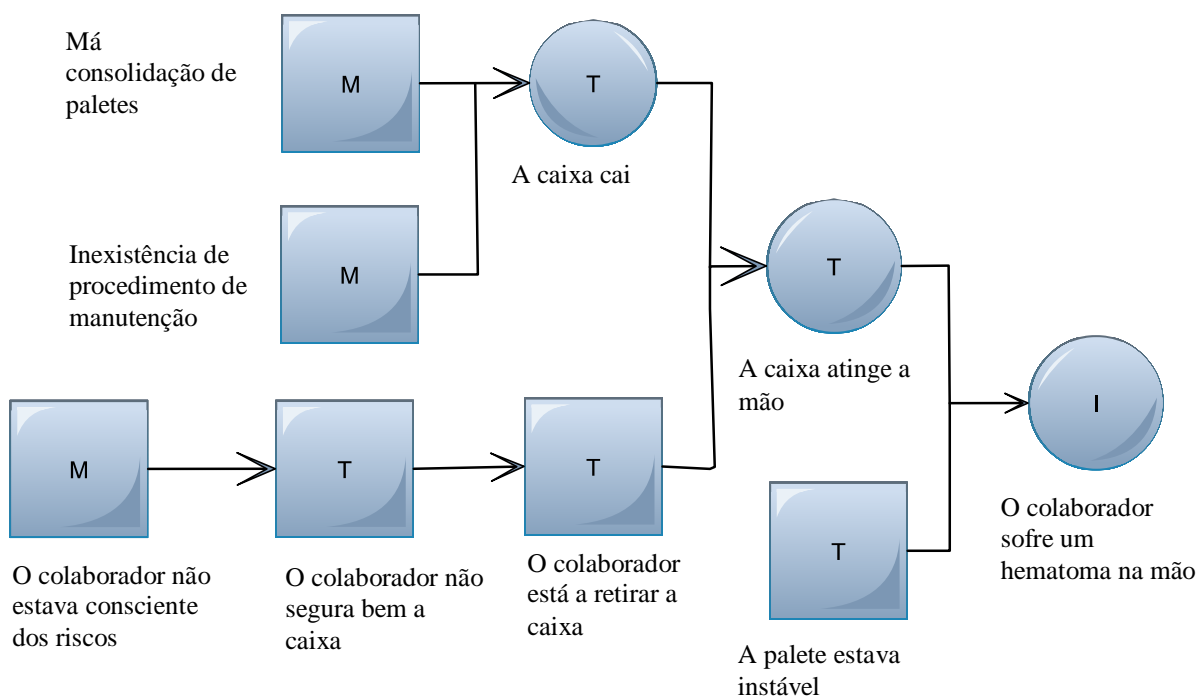 Má
consolidação de
paletes
M
T
A caixa cai
Inexistência de
procedimento de
manutenção
M
T
A caixa atinge a
mão
I
O colaborador
sofre um
hematoma na mão
M
O colaborador não
estava consciente
dos riscos
T
O colaborador não
segura bem a
caixa
T
O colaborador
está a retirar a
caixa
T
A palete estava
instável